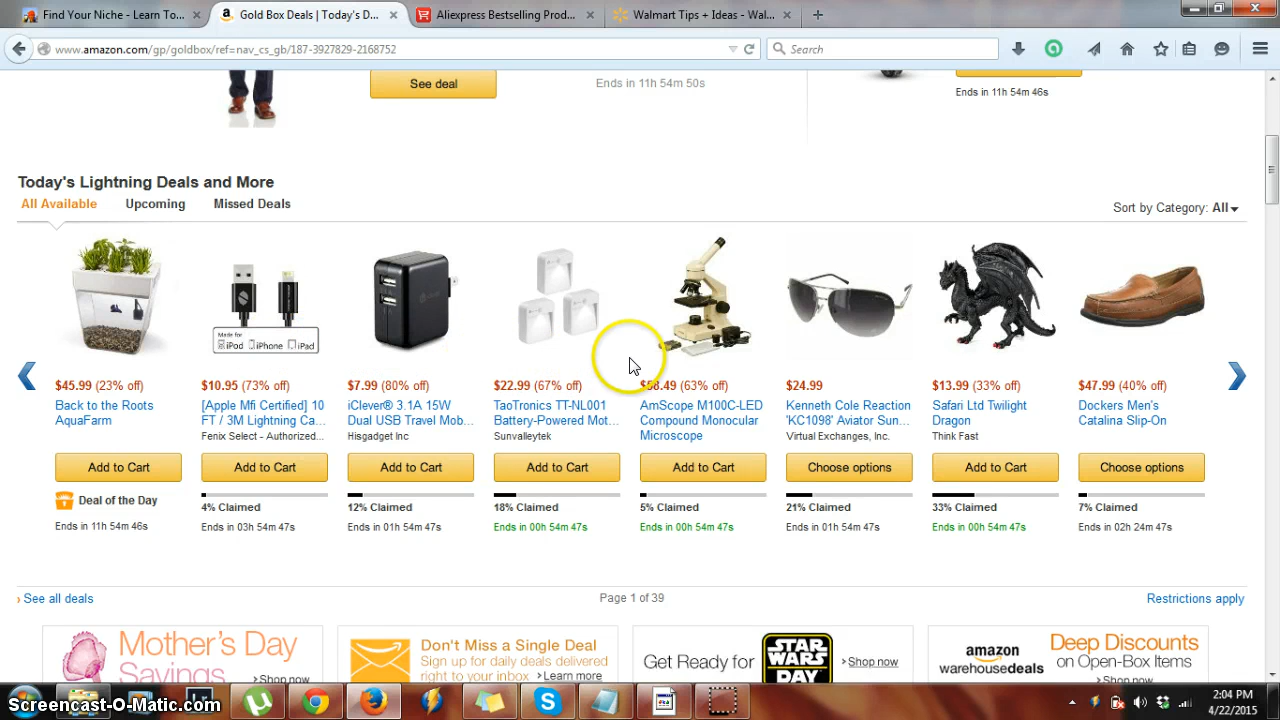 Find Your Niche - Learn To...
Gold Box Deals | Today's D...
Aliexpress Bestselling Produ...
Walmart Tips + Ideas - Wal...
www.amazon.com/gp/goldbox/ref=nav_cs_gb/187-3927829-2168752
Search
See deal
Ends in 11h 54m 50s
Ends in 11h 54m 46s
Today's Lightning Deals and More
All Available
Upcoming
Missed Deals
Sort by Category: All
Made for
iPod iPhone iPad
$45.99 (23% off)
Back to the Roots
AquaFarm
Add to Cart
Deal of the Day
Ends in 11h 54m 46s
$10.95 (73% off)
[Apple Mfi Certified] 10
FT / 3M Lightning Ca...
Fenix Select - Authorized...
Add to Cart
4% Claimed
Ends in 03h 54m 47s
$7.99 (80% off)
iClever® 3.1A 15W
Dual USB Travel Mob...
Hisgadget Inc
Add to Cart
12% Claimed
Ends in 01h 54m 47s
$22.99 (67% off)
TaoTronics TT-NL001
Battery-Powered Mot...
Sunvalleytek
Add to Cart
18% Claimed
Ends in 00h 54m 47s
(63% off)
AmScope M100C-LED
Compound Monocular
Microscope
Add to Cart
5% Claimed
Ends in 00h 54m 47s
$24.99
Kenneth Cole Reaction
'KC1098' Aviator Sun...
Virtual Exchanges, Inc.
Choose options
21% Claimed
Ends in 01h 54m 47s
$13.99 (33% off)
Safari Ltd Twilight
Dragon
Think Fast
Add to Cart
33% Claimed
Ends in 00h 54m 47s
$47.99 (40% off)
Dockers Men's
Catalina Slip-On
Choose options
7% Claimed
Ends in 02h 24m 47s
See all deals
Page 1 of 39
Restrictions apply
Mother's Day
Savings
Shop now
Don't Miss a Single Deal
Sign up for daily deals delivered
right to your inbox
Learn more
Get Ready for
STAR WARS DAY
Shop now
amazon
warehousedeals
Deep Discounts
on Open-Box Items
Shop now
Screencast-O-Matic.com
2:04 PM
4/22/2015